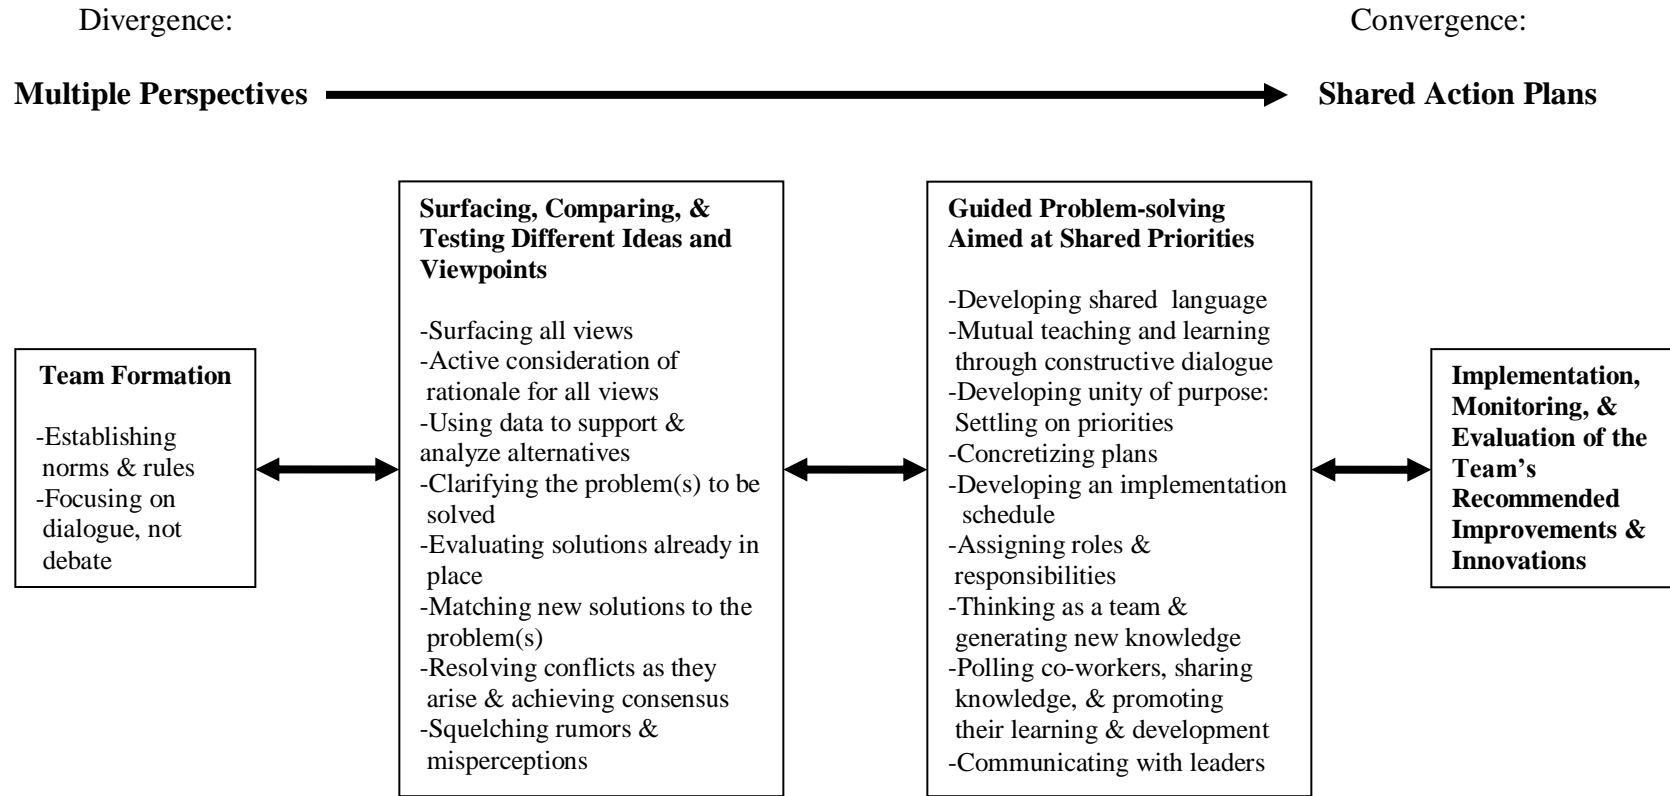 Divergence:
Convergence:
Multiple Perspectives
Shared Action Plans
Team Formation
-Establishing
norms & rules
-Focusing on
dialogue, not
debate
Surfacing, Comparing, &
Testing Different Ideas and
Viewpoints
-Surfacing all views
-Active consideration of
rationale for all views
-Using data to support &
analyze alternatives
-Clarifying the problem(s) to be
solved
-Evaluating solutions already in
place
-Matching new solutions to the
problem(s)
-Resolving conflicts as they
arise & achieving consensus
-Squelching rumors &
misperceptions
Guided Problem-solving
Aimed at Shared Priorities
-Developing shared language
-Mutual teaching and learning
through constructive dialogue
-Developing unity of purpose:
Settling on priorities
-Concretizing plans
-Developing an implementation
schedule
-Assigning roles &
responsibilities
-Thinking as a team &
generating new knowledge
-Polling co-workers, sharing
knowledge, & promoting
their learning & development
-Communicating with leaders
Implementation,
Monitoring, &
Evaluation of the
Team’s
Recommended
Improvements &
Innovations